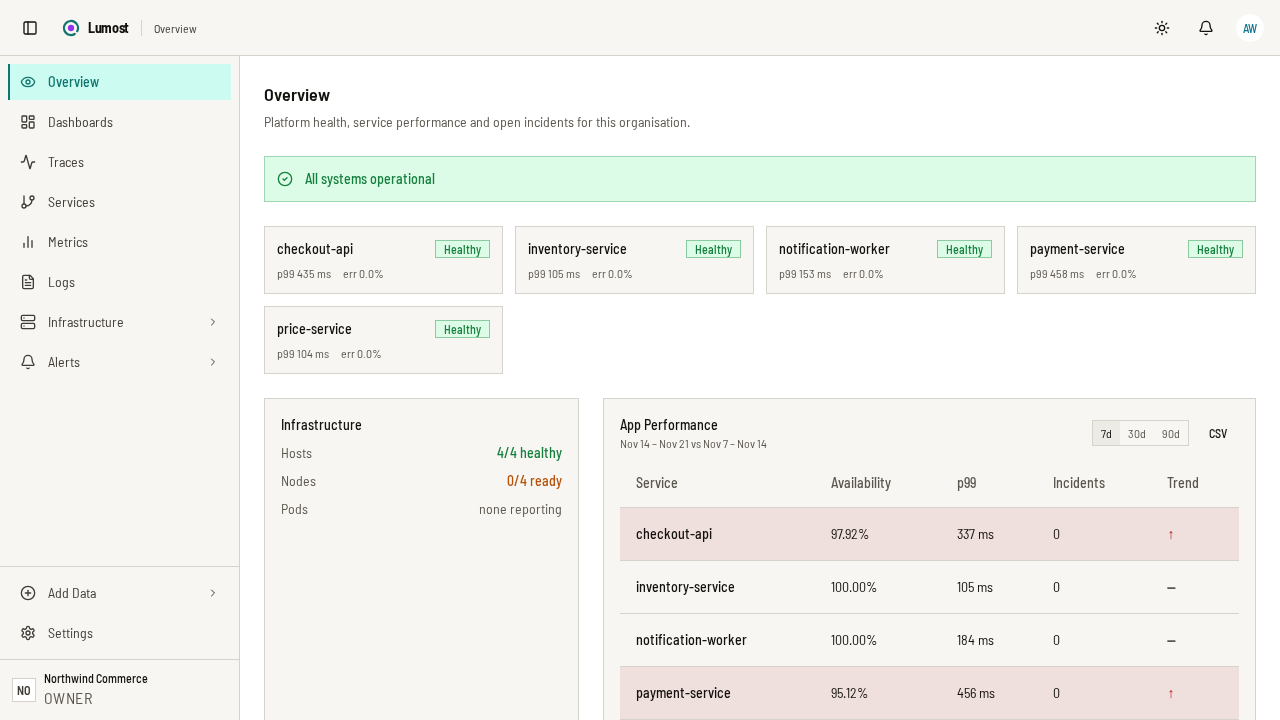 Lumost
Overview
AW
Overview
Dashboards
Traces
Services
Metrics
Logs
Infrastructure
Alerts
Add Data
Settings
NO
Northwind Commerce
OWNER
Overview
Platform health, service performance and open incidents for this organisation.
All systems operational
checkout-api Healthy
p99 435 ms err 0.0%
inventory-service Healthy
p99 105 ms err 0.0%
notification-worker Healthy
p99 153 ms err 0.0%
payment-service Healthy
p99 458 ms err 0.0%
price-service Healthy
p99 104 ms err 0.0%
Infrastructure
Hosts 4/4 healthy
Nodes 0/4 ready
Pods none reporting
App Performance
Nov 14 – Nov 21 vs Nov 7 – Nov 14
7d 30d 90d CSV
Service Availability p99 Incidents Trend
checkout-api 97.92% 337 ms 0 ↑
inventory-service 100.00% 105 ms 0 —
notification-worker 100.00% 184 ms 0 —
payment-service 95.12% 456 ms 0 ↑